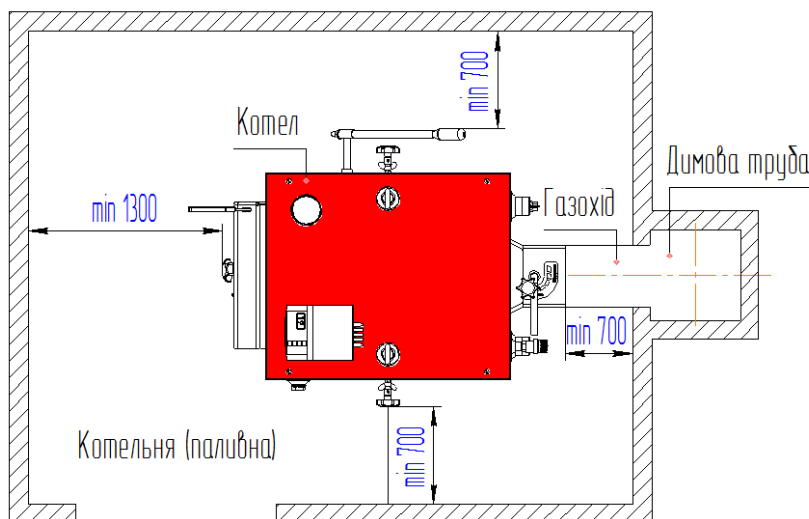 min 700
Котел
Димова труба
Газохід
min 1300
min 700
Котельня (паливна)
min 700